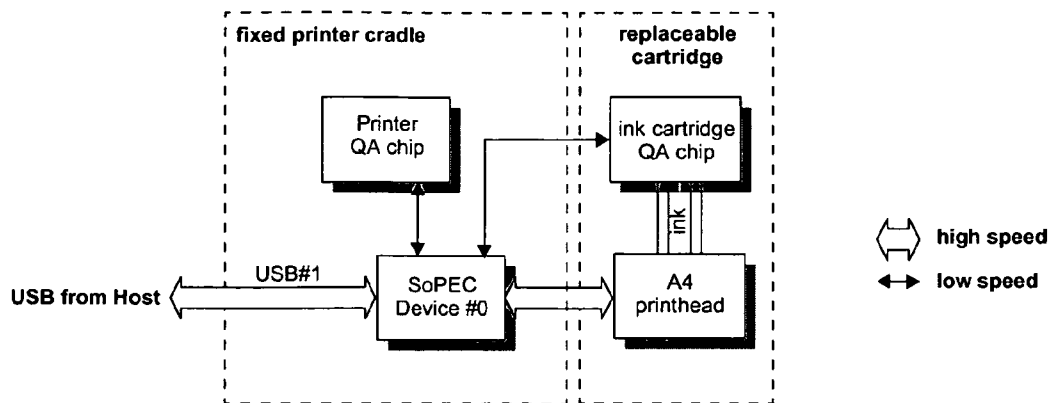 fixed printer cradle
replaceable
cartridge
Printer
QA chip
ink cartridge
QA chip
ink
high speed
low speed
USB from Host
USB#1
SoPEC
Device #0
A4
printhead